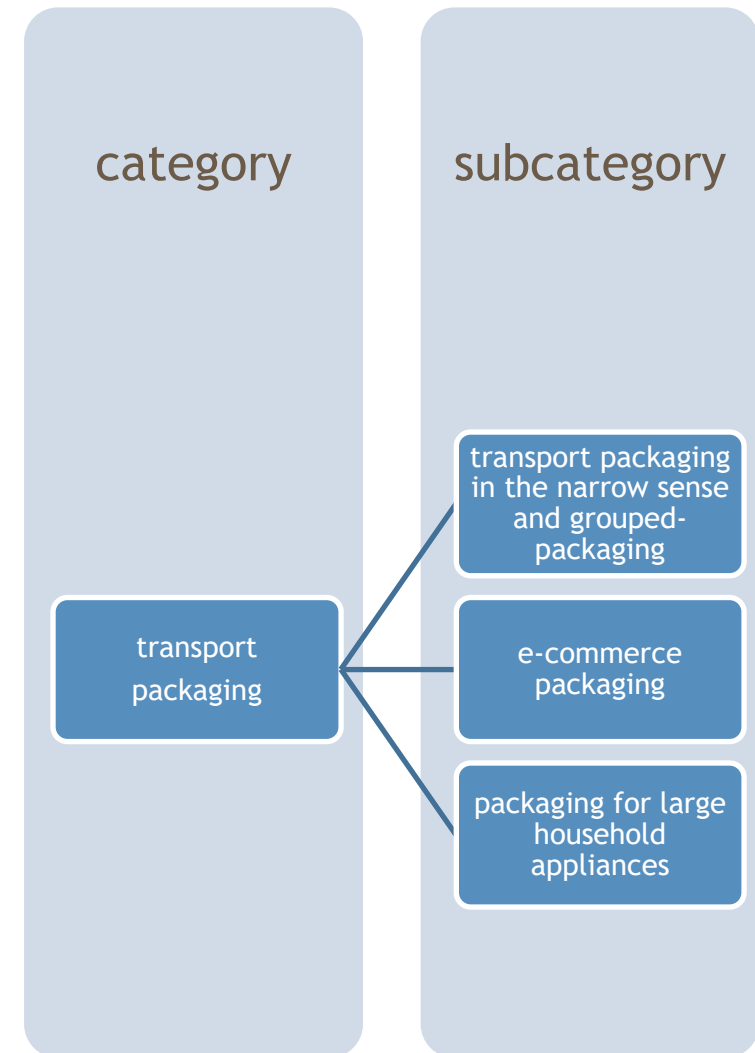 category
subcategory
transport packaging
in the narrow sense
and grouped-
packaging
transport
packaging
e-commerce
packaging
packaging for large
household
appliances